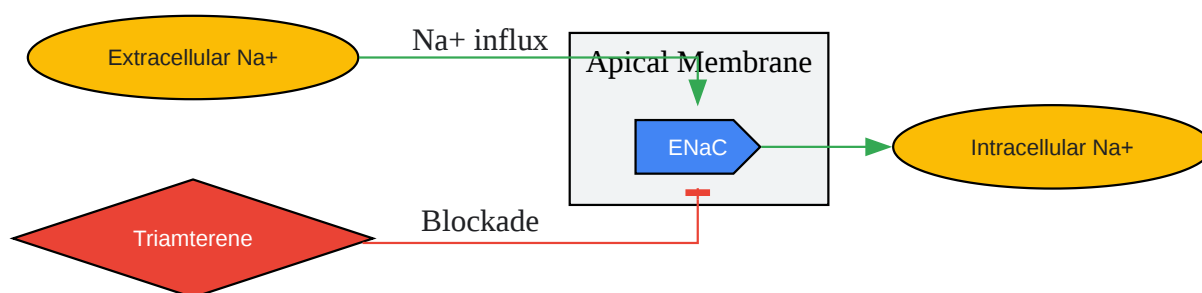 Extracellular Na+
Na+ influx
Apical Membrane
ENaC
Intracellular Na+
Triamterene
Blockade